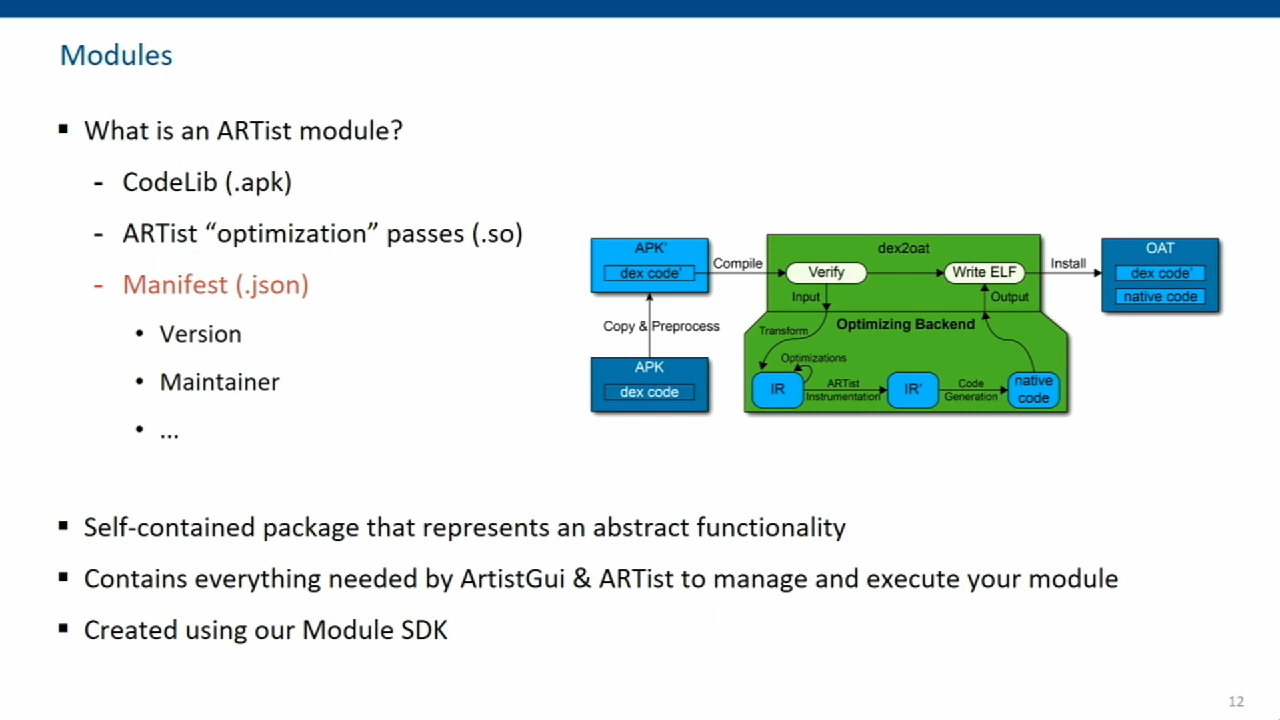 Modules
▪ What is an ARTist module?
- CodeLib (.apk)
- ARTist “optimization” passes (.so)
- Manifest (.json)
• Version
• Maintainer
• ...
APK'
dex code'
Copy & Preprocess
APK
dex code
Compile
dex2oat
Verify
Write ELF
Input
Output
Optimizing Backend
Transform
Optimizations
IR
ARTist
Instrumentation
IR'
Code
Generation
native
code
Install
OAT
dex code'
native code
▪ Self-contained package that represents an abstract functionality
▪ Contains everything needed by ArtistGui & ARTist to manage and execute your module
▪ Created using our Module SDK
12